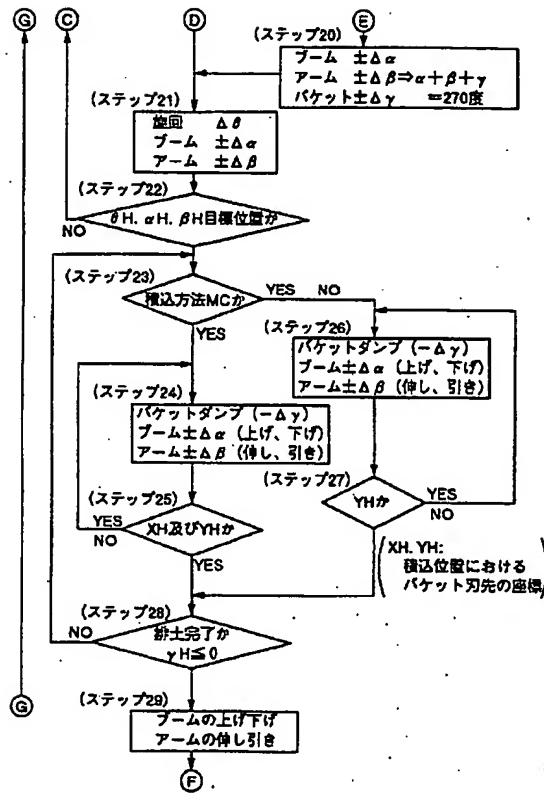 G
C
D
E
(ステップ20)
ブーム ±Δα
アーム ±Δβ⇒α+β+γ
バケット±Δγ =270度
(ステップ21)
旋回 Δβ
ブーム ±Δα
アーム ±Δβ
(ステップ22)
θH. αH. βH目標位置か
NO
(ステップ23)
積込方法MCか
YES NO
YES
(ステップ26)
バケットダンプ (-Δγ)
ブーム±Δα (上げ、下げ)
アーム±Δβ (伸し、引き)
(ステップ24)
バケットダンプ (-Δγ)
ブーム±Δα (上げ、下げ)
アーム±Δβ (伸し、引き)
(ステップ27)
YHか
YES
NO
(ステップ25)
XH及びYHか
YES
NO
YES
(XH. YH:
積込位置における
バケット刃先の座標)
(ステップ28)
排土完了か
γH≦0
NO
G
(ステップ29)
ブームの上げ下げ
アームの伸し引き
F